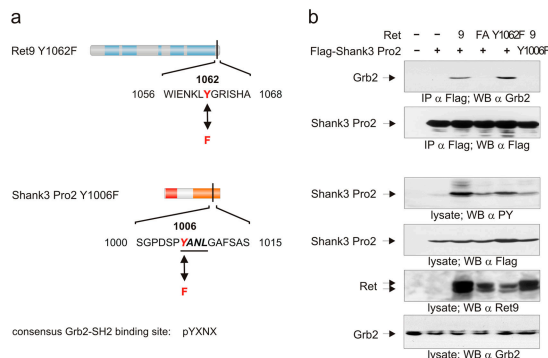 a
Ret9 Y1062F
1062
1056 WIENKLYGRISHA 1068
F
Shank3 Pro2 Y1006F
1006
1000 SGPDSPYANLGAFSAS 1015
F
consensus Grb2-SH2 binding site: pYXNX
b
Ret - - 9 FA Y1062F 9
Flag-Shank3 Pro2 - + + + + Y1006F
Grb2
IP α Flag; WB α Grb2
Shank3 Pro2
IP α Flag; WB α Flag
Shank3 Pro2
lysate; WB α PY
Shank3 Pro2
lysate; WB α Flag
Ret
lysate; WB α Ret9
Grb2
lysate; WB α Grb2